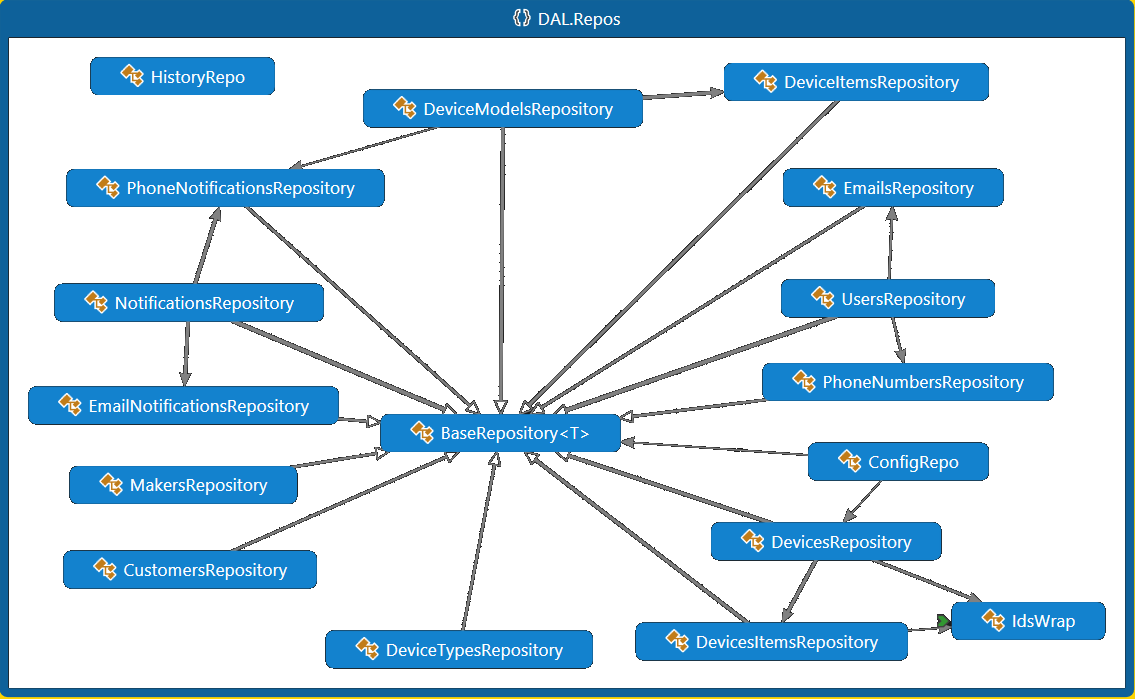 DAL.Repos
HistoryRepo
DeviceItemsRepository
DeviceModelsRepository
PhoneNotificationsRepository
EmailsRepository
NotificationsRepository
UsersRepository
PhoneNumbersRepository
EmailNotificationsRepository
BaseRepository<T>
ConfigRepo
MakersRepository
DevicesRepository
CustomersRepository
IdsWrap
DevicesItemsRepository
DeviceTypesRepository